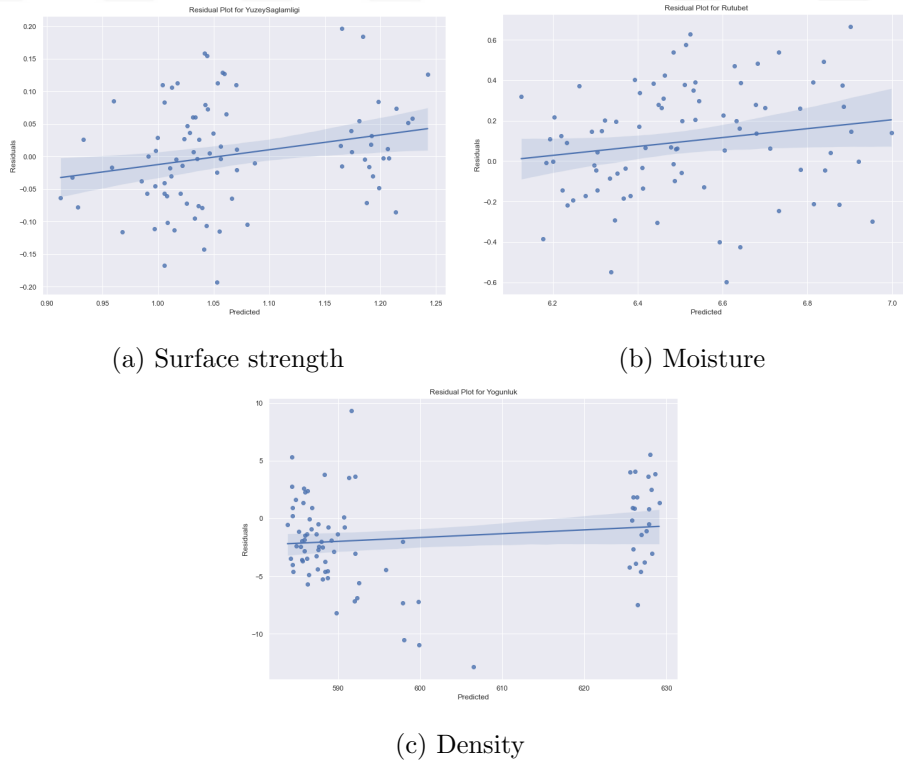 Residual Plot for YuzeySaglamligi
0.20
0.15
0.10
0.05
0.00
−0.05
−0.10
−0.15
−0.20
Residuals
0.90 0.95 1.00 1.05 1.10 1.15 1.20 1.25
Predicted
(a) Surface strength
Residual Plot for Rutubet
0.6
0.4
0.2
0.0
−0.2
−0.4
−0.6
Residuals
6.2 6.4 6.6 6.8 7.0
Predicted
(b) Moisture
Residual Plot for Yogunluk
10
5
0
−5
−10
Residuals
590 600 610 620 630
Predicted
(c) Density